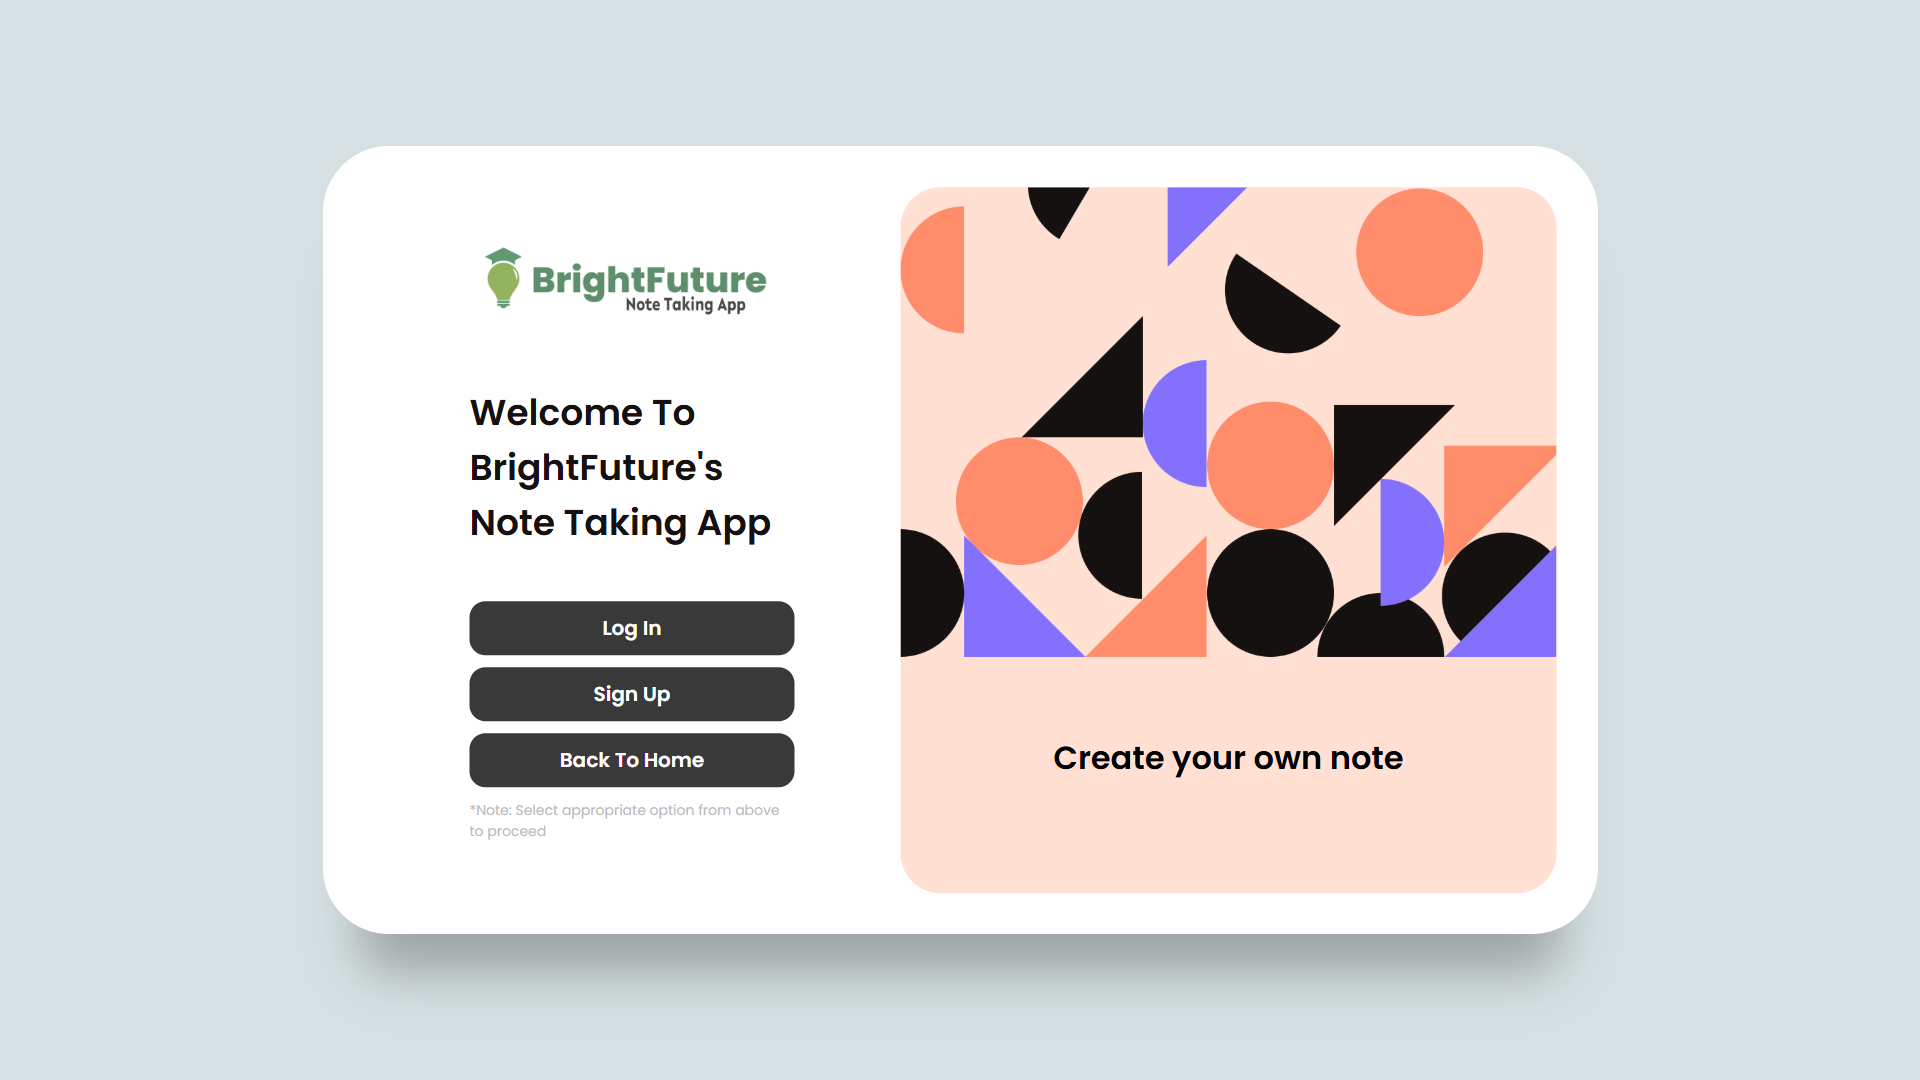 BrightFuture
Note Taking App
Welcome To
BrightFuture's
Note Taking App
Log In
Sign Up
Back To Home
*Note: Select appropriate option from above
to proceed
Create your own note